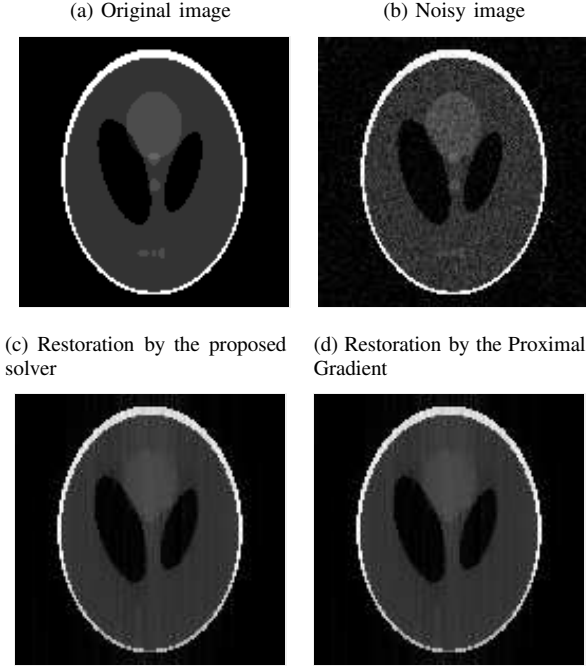 (a) Original image
(b) Noisy image
(c) Restoration by the proposed
solver
(d) Restoration by the Proximal
Gradient